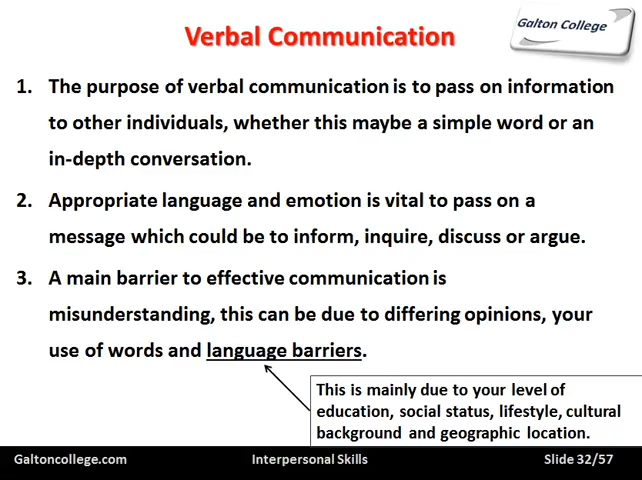 Verbal Communication
Galton College
1. The purpose of verbal communication is to pass on information
to other individuals, whether this maybe a simple word or an
in-depth conversation.
2. Appropriate language and emotion is vital to pass on a
message which could be to inform, inquire, discuss or argue.
3. A main barrier to effective communication is
misunderstanding, this can be due to differing opinions, your
use of words and language barriers.
This is mainly due to your level of
education, social status, lifestyle, cultural
background and geographic location.
Galtoncollege.com Interpersonal Skills Slide 32/57